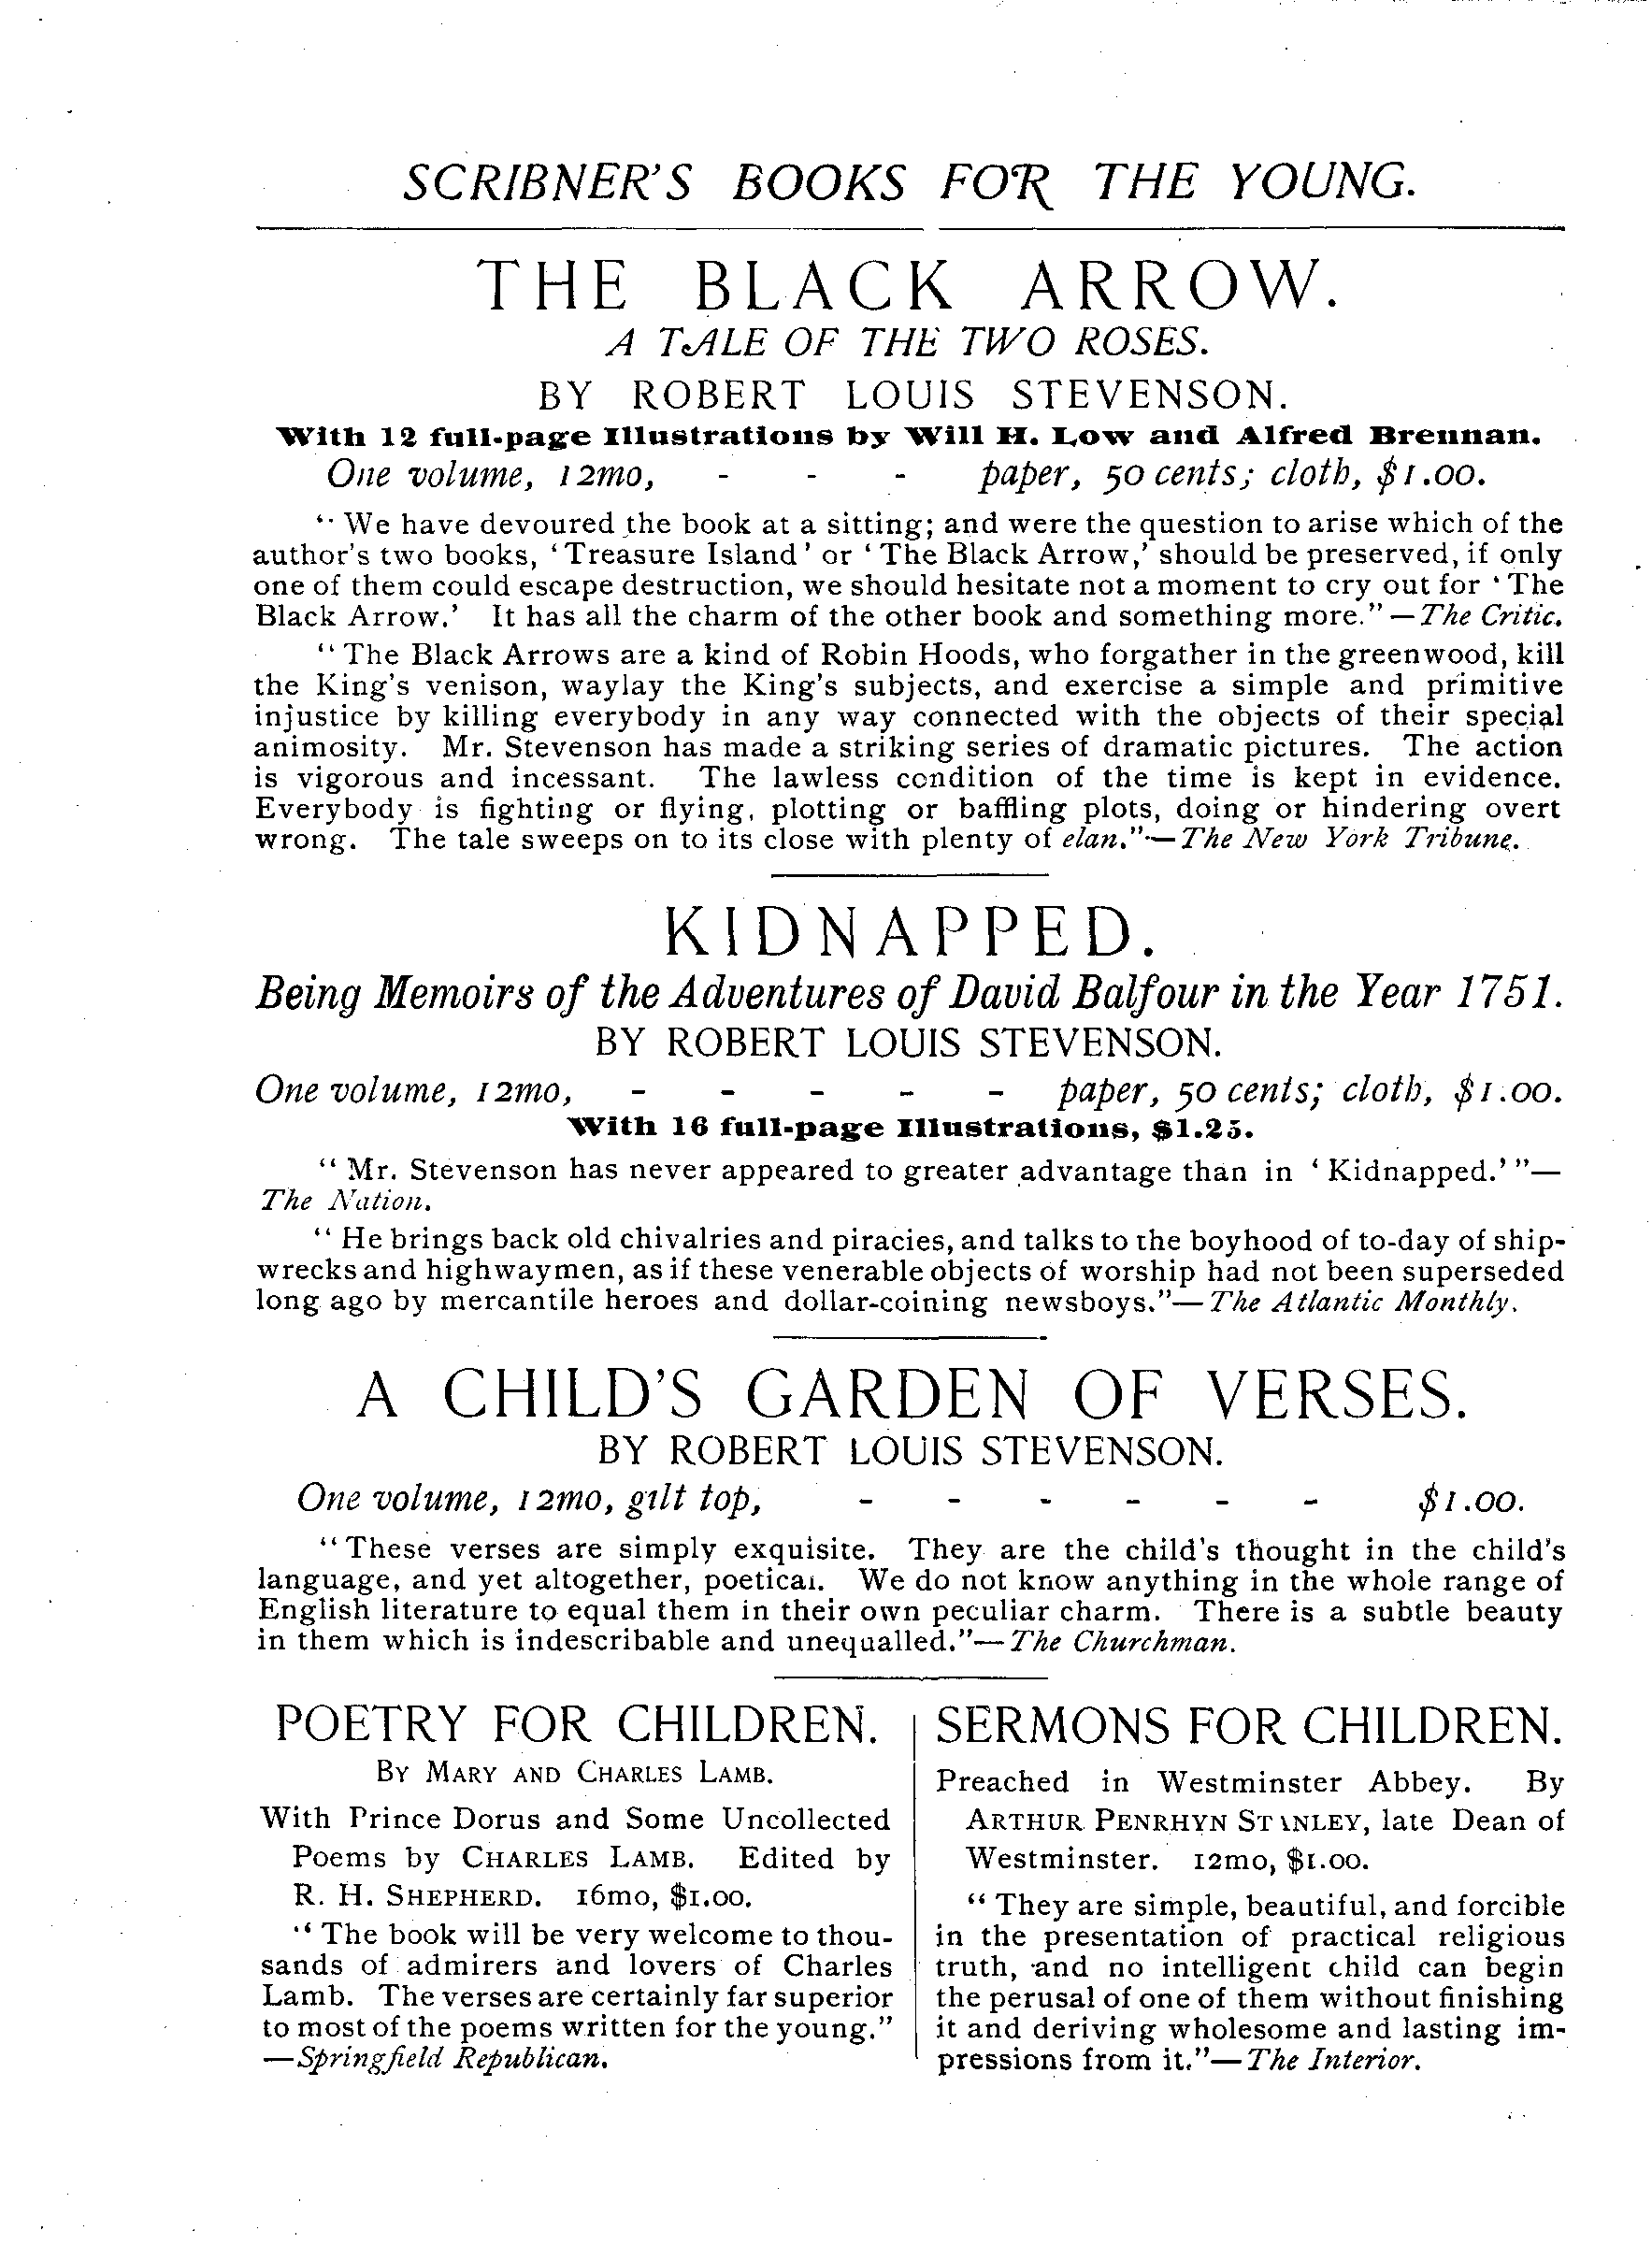 SCRIBNER'S BOOKS FOR THE YOUNG.
THE BLACK ARROW.
A TALE OF THE TWO ROSES.
BY ROBERT LOUIS STEVENSON.
With 12 full-page Illustrations by Will H. Low and Alfred Brennan.
One volume, 12mo, - - - paper, 50 cents; cloth, $1.00.
"We have devoured the book at a sitting; and were the question to arise which of the
author's two books, 'Treasure Island' or 'The Black Arrow,' should be preserved, if only
one of them could escape destruction, we should hesitate not a moment to cry out for 'The
Black Arrow.' It has all the charm of the other book and something more."—The Critic.
"The Black Arrows are a kind of Robin Hoods, who forgather in the greenwood, kill
the King's venison, waylay the King's subjects, and exercise a simple and primitive
injustice by killing everybody in any way connected with the objects of their special
animosity. Mr. Stevenson has made a striking series of dramatic pictures. The action
is vigorous and incessant. The lawless condition of the time is kept in evidence.
Everybody is fighting or flying, plotting or baffling plots, doing or hindering overt
wrong. The tale sweeps on to its close with plenty of elan."—The New York Tribune.
KIDNAPPED.
Being Memoirs of the Adventures of David Balfour in the Year 1751.
BY ROBERT LOUIS STEVENSON.
One volume, 12mo, - - - - - paper, 50 cents; cloth, $1.00.
With 16 full-page Illustrations, $1.25.
"Mr. Stevenson has never appeared to greater advantage than in 'Kidnapped.'"—
The Nation.
"He brings back old chivalries and piracies, and talks to the boyhood of to-day of ship-
wrecks and highwaymen, as if these venerable objects of worship had not been superseded
long ago by mercantile heroes and dollar-coining newsboys."—The Atlantic Monthly.
A CHILD'S GARDEN OF VERSES.
BY ROBERT LOUIS STEVENSON.
One volume, 12mo, gilt top, - - - - - - $1.00.
"These verses are simply exquisite. They are the child's thought in the child's
language, and yet altogether, poetical. We do not know anything in the whole range of
English literature to equal them in their own peculiar charm. There is a subtle beauty
in them which is indescribable and unequalled."—The Churchman.
POETRY FOR CHILDREN.
BY MARY AND CHARLES LAMB.
With Prince Dorus and Some Uncollected
Poems by CHARLES LAMB. Edited by
R. H. SHEPHERD. 16mo, $1.00.
"The book will be very welcome to thou-
sands of admirers and lovers of Charles
Lamb. The verses are certainly far superior
to most of the poems written for the young."
—Springfield Republican.
SERMONS FOR CHILDREN.
Preached in Westminster Abbey. By
ARTHUR PENRHYN STANLEY, late Dean of
Westminster. 12mo, $1.00.
"They are simple, beautiful, and forcible
in the presentation of practical religious
truth, and no intelligent child can begin
the perusal of one of them without finishing
it and deriving wholesome and lasting im-
pressions from it."—The Interior.